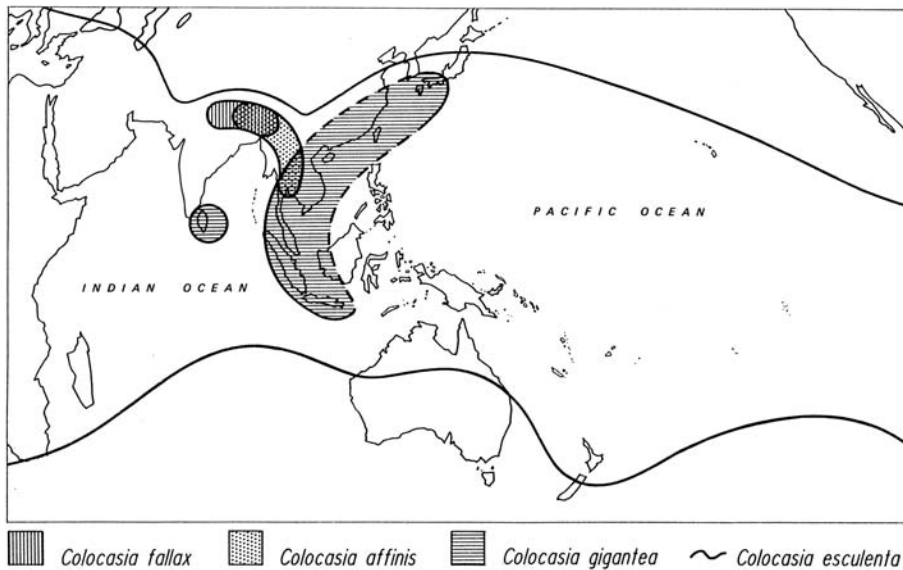 PACIFIC OCEAN
INDIAN OCEAN
Colocasia fallax Colocasia affinis Colocasia gigantea Colocasia esculenta